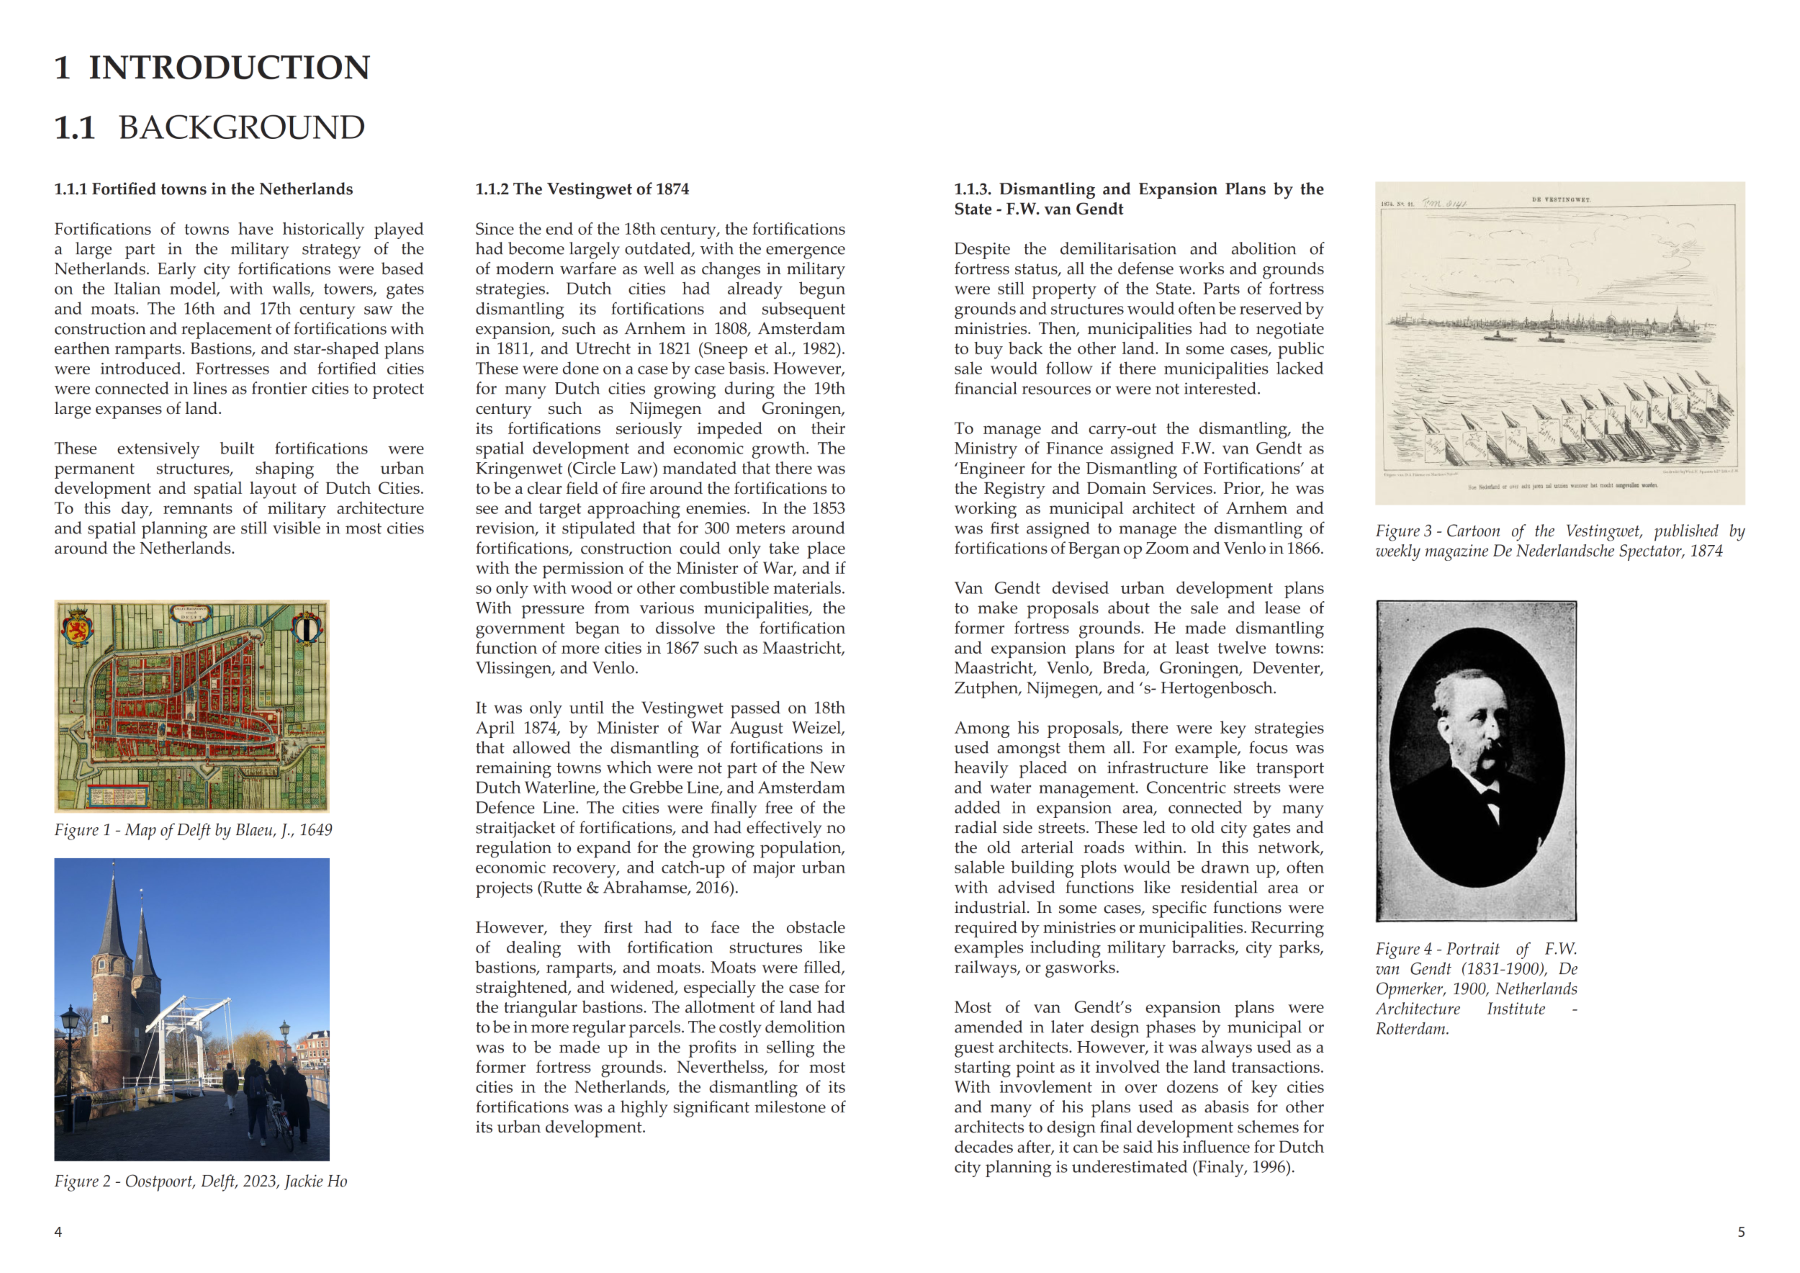 1 INTRODUCTION
1.1 BACKGROUND
1.1.1 Fortified towns in the Netherlands
Fortifications of towns have historically played
a large part in the military strategy of the
Netherlands. Early city fortifications were based
on the Italian model, with walls, towers, gates
and moats. The 16th and 17th century saw the
construction and replacement of fortifications with
earthen ramparts. Bastions, and star-shaped plans
were introduced. Fortresses and fortified cities
were connected in lines as frontier cities to protect
large expanses of land.
These extensively built fortifications were
permanent structures, shaping the urban
development and spatial layout of Dutch Cities.
To this day, remnants of military architecture
and spatial planning are still visible in most cities
around the Netherlands.
Figure 1 - Map of Delft by Blaeu, J., 1649
Figure 2 - Oostpoort, Delft, 2023, Jackie Ho
4
1.1.2 The Vestingwet of 1874
Since the end of the 18th century, the fortifications
had become largely outdated, with the emergence
of modern warfare as well as changes in military
strategies. Dutch cities had already begun
dismantling its fortifications and subsequent
expansion, such as Arnhem in 1808, Amsterdam
in 1811, and Utrecht in 1821 (Sneep et al., 1982).
These were done on a case by case basis. However,
for many Dutch cities growing during the 19th
century such as Nijmegen and Groningen,
its fortifications seriously impeded on their
spatial development and economic growth. The
Kringenwet (Circle Law) mandated that there was
to be a clear field of fire around the fortifications to
see and target approaching enemies. In the 1853
revision, it stipulated that for 300 meters around
fortifications, construction could only take place
with the permission of the Minister of War, and if
so only with wood or other combustible materials.
With pressure from various municipalities, the
government began to dissolve the fortification
function of more cities in 1867 such as Maastricht,
Vlissingen, and Venlo.
It was only until the Vestingwet passed on 18th
April 1874, by Minister of War August Weizel,
that allowed the dismantling of fortifications in
remaining towns which were not part of the New
Dutch Waterline, the Grebbe Line, and Amsterdam
Defence Line. The cities were finally free of the
straitjacket of fortifications, and had effectively no
regulation to expand for the growing population,
economic recovery, and catch-up of major urban
projects (Rutte & Abrahamse, 2016).
However, they first had to face the obstacle
of dealing with fortification structures like
bastions, ramparts, and moats. Moats were filled,
straightened, and widened, especially the case for
the triangular bastions. The allotment of land had
to be in more regular parcels. The costly demolition
was to be made up in the profits in selling the
former fortress grounds. Neverthelss, for most
cities in the Netherlands, the dismantling of its
fortifications was a highly significant milestone of
its urban development.
1.1.3. Dismantling and Expansion Plans by the
State - F.W. van Gendt
Despite the demilitarisation and abolition of
fortress status, all the defense works and grounds
were still property of the State. Parts of fortress
grounds and structures would often be reserved by
ministries. Then, municipalities had to negotiate
to buy back the other land. In some cases, public
sale would follow if there municipalities lacked
financial resources or were not interested.
To manage and carry-out the dismantling, the
Ministry of Finance assigned F.W. van Gendt as
‘Engineer for the Dismantling of Fortifications’ at
the Registry and Domain Services. Prior, he was
working as municipal architect of Arnhem and
was first assigned to manage the dismantling of
fortifications of Bergan op Zoom and Venlo in 1866.
Van Gendt devised urban development plans
to make proposals about the sale and lease of
former fortress grounds. He made dismantling
and expansion plans for at least twelve towns:
Maastricht, Venlo, Breda, Groningen, Deventer,
Zutphen, Nijmegen, and ‘s- Hertogenbosch.
Among his proposals, there were key strategies
used amongst them all. For example, focus was
heavily placed on infrastructure like transport
and water management. Concentric streets were
added in expansion area, connected by many
radial side streets. These led to old city gates and
the old arterial roads within. In this network,
salable building plots would be drawn up, often
with advised functions like residential area or
industrial. In some cases, specific functions were
required by ministries or municipalities. Recurring
examples including military barracks, city parks,
railways, or gasworks.
Most of van Gendt’s expansion plans were
amended in later design phases by municipal or
guest architects. However, it was always used as a
starting point as it involved the land transactions.
With invovlement in over dozens of key cities
and many of his plans used as abasis for other
architects to design final development schemes for
decades after, it can be said his influence for Dutch
city planning is underestimated (Finaly, 1996).
1874. No. 21.
DE VESTINGWET.
Figure 3 - Cartoon of the Vestingwet, published by
weekly magazine De Nederlandsche Spectator, 1874
Figure 4 - Portrait of F.W.
van Gendt (1831-1900), De
Opmerker, 1900, Netherlands
Architecture Institute -
Rotterdam.
5